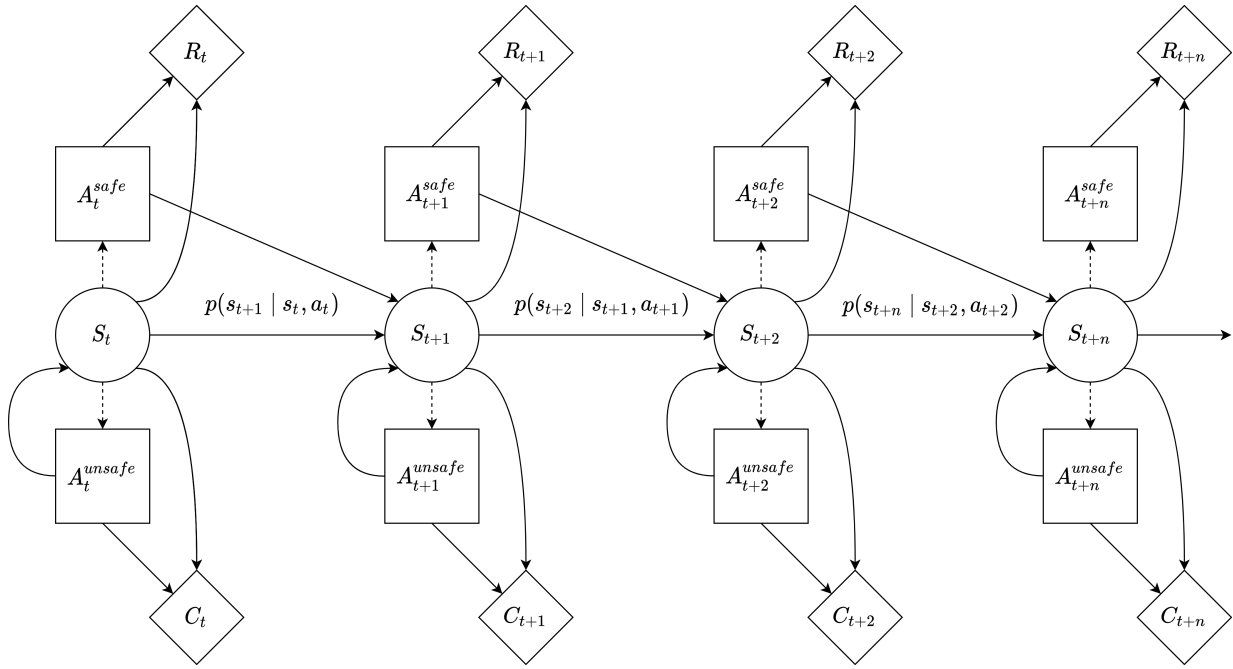 R_t R_{t+1} R_{t+2} R_{t+n}
A_t^{safe} A_{t+1}^{safe} A_{t+2}^{safe} A_{t+n}^{safe}
p(s_{t+1} | s_t, a_t) p(s_{t+2} | s_{t+1}, a_{t+1}) p(s_{t+n} | s_{t+2}, a_{t+2})
S_t S_{t+1} S_{t+2} S_{t+n}
A_t^{unsafe} A_{t+1}^{unsafe} A_{t+2}^{unsafe} A_{t+n}^{unsafe}
C_t C_{t+1} C_{t+2} C_{t+n}